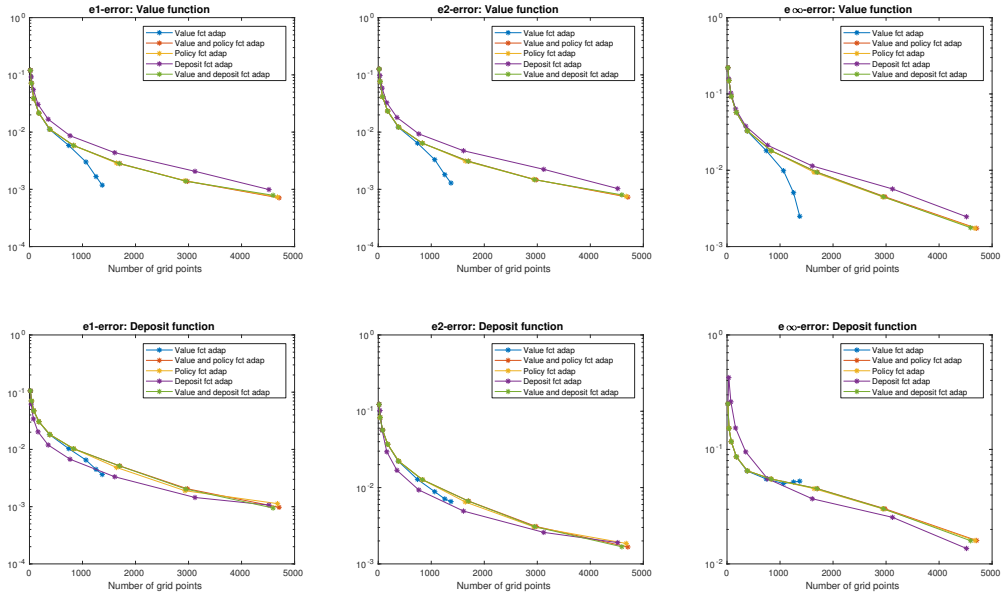 e1-error: Value function
10^0
10^-1
10^-2
10^-3
10^-4
0 1000 2000 3000 4000 5000
Number of grid points
Value fct adap
Value and policy fct adap
Policy fct adap
Deposit fct adap
Value and deposit fct adap
e2-error: Value function
10^0
10^-1
10^-2
10^-3
10^-4
0 1000 2000 3000 4000 5000
Number of grid points
Value fct adap
Value and policy fct adap
Policy fct adap
Deposit fct adap
Value and deposit fct adap
e∞-error: Value function
10^0
10^-1
10^-2
10^-3
0 1000 2000 3000 4000 5000
Number of grid points
Value fct adap
Value and policy fct adap
Policy fct adap
Deposit fct adap
Value and deposit fct adap
e1-error: Deposit function
10^0
10^-1
10^-2
10^-3
10^-4
0 1000 2000 3000 4000 5000
Number of grid points
Value fct adap
Value and policy fct adap
Policy fct adap
Deposit fct adap
Value and deposit fct adap
e2-error: Deposit function
10^0
10^-1
10^-2
10^-3
0 1000 2000 3000 4000 5000
Number of grid points
Value fct adap
Value and policy fct adap
Policy fct adap
Deposit fct adap
Value and deposit fct adap
e∞-error: Deposit function
10^0
10^-1
10^-2
0 1000 2000 3000 4000 5000
Number of grid points
Value fct adap
Value and policy fct adap
Policy fct adap
Deposit fct adap
Value and deposit fct adap